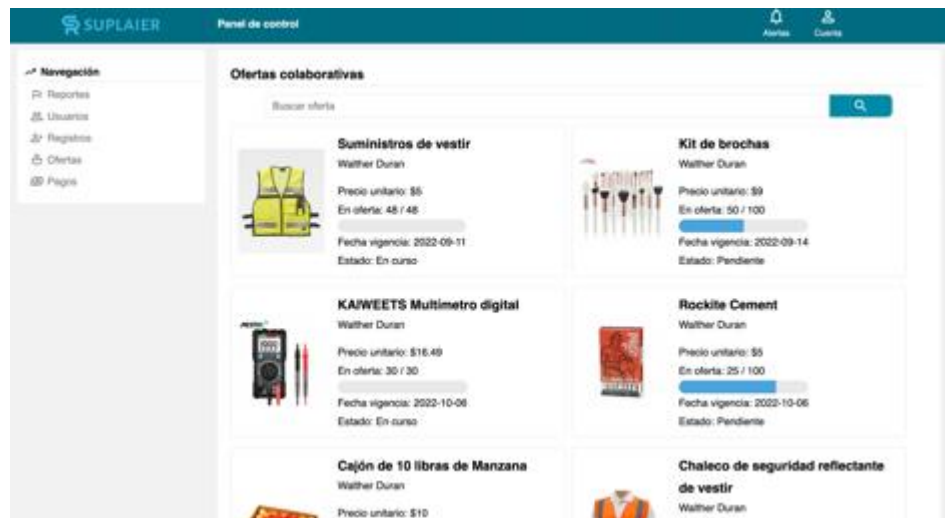 SUPLAIER
Panel de control
Alertas
Cuenta
Navegación
Reportes
Usuarios
Registros
Ofertas
Pagos
Ofertas colaborativas
Buscar oferta
Suministros de vestir
Walther Duran
Precio unitario: $5
En oferta: 48 / 48
Fecha vigencia: 2022-09-11
Estado: En curso
Kit de brochas
Walther Duran
Precio unitario: $9
En oferta: 50 / 100
Fecha vigencia: 2022-09-14
Estado: Pendiente
KAIWEETS Multímetro digital
Walther Duran
Precio unitario: $16.49
En oferta: 30 / 30
Fecha vigencia: 2022-10-06
Estado: En curso
Rockite Cement
Walther Duran
Precio unitario: $5
En oferta: 25 / 100
Fecha vigencia: 2022-10-06
Estado: Pendiente
Cajón de 10 libras de Manzana
Walther Duran
Precio unitario: $10
Chaleco de seguridad reflectante
de vestir
Walther Duran